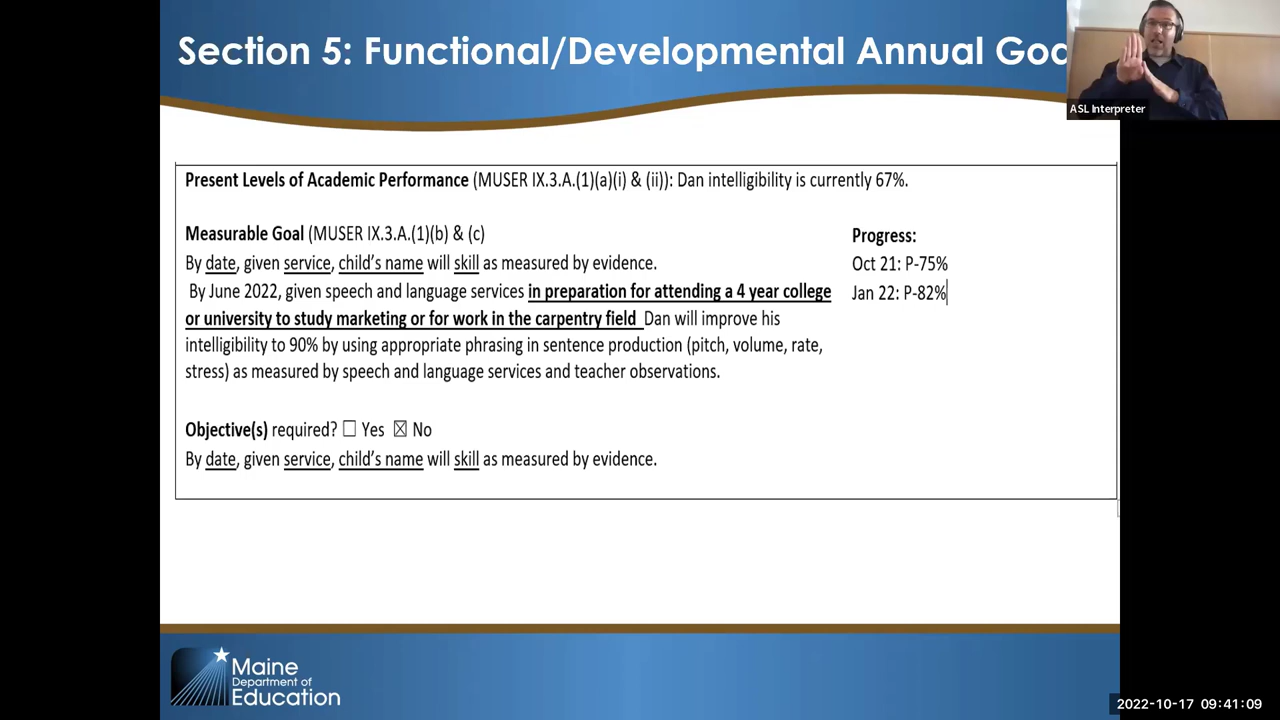 Section 5: Functional/Developmental Annual Goa
ASL Interpreter
Present Levels of Academic Performance (MUSER IX.3.A.(1)(a)(i) & (ii)): Dan intelligibility is currently 67%.
Measurable Goal (MUSER IX.3.A.(1)(b) & (c)
By date, given service, child's name will skill as measured by evidence.
By June 2022, given speech and language services in preparation for attending a 4 year college
or university to study marketing or for work in the carpentry field Dan will improve his
intelligibility to 90% by using appropriate phrasing in sentence production (pitch, volume, rate,
stress) as measured by speech and language services and teacher observations.
Progress:
Oct 21: P-75%
Jan 22: P-82%
Objective(s) required? ☐ Yes ☒ No
By date, given service, child's name will skill as measured by evidence.
Maine
Department of
Education
2022-10-17 09:41:09